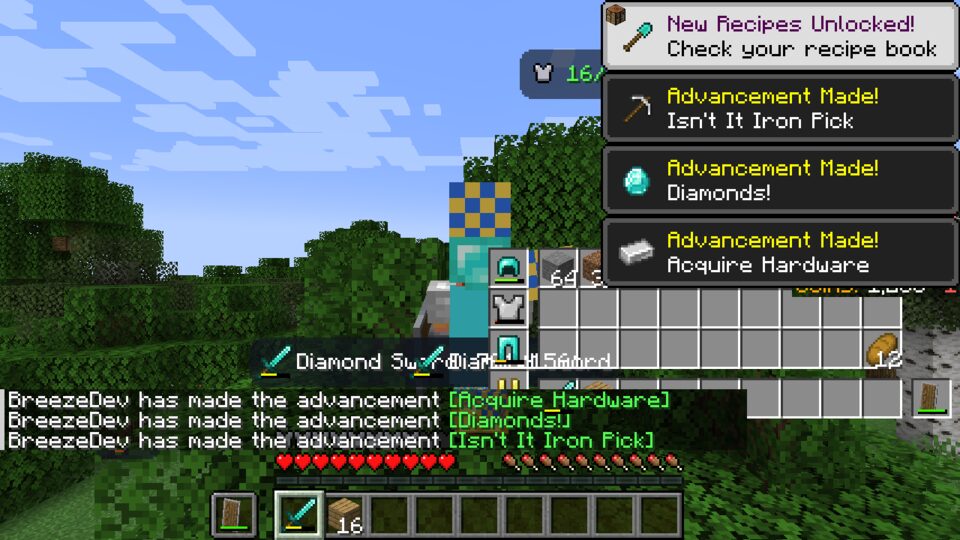 New Recipes Unlocked!
Check your recipe book
16/
Advancement Made!
Isn't It Iron Pick
Advancement Made!
Diamonds!
Advancement Made!
Acquire Hardware
64
12
Diamond
BreezeDev has made the advancement [Acquire Hardware]
BreezeDev has made the advancement [Diamonds!]
BreezeDev has made the advancement [Isn't It Iron Pick]
16